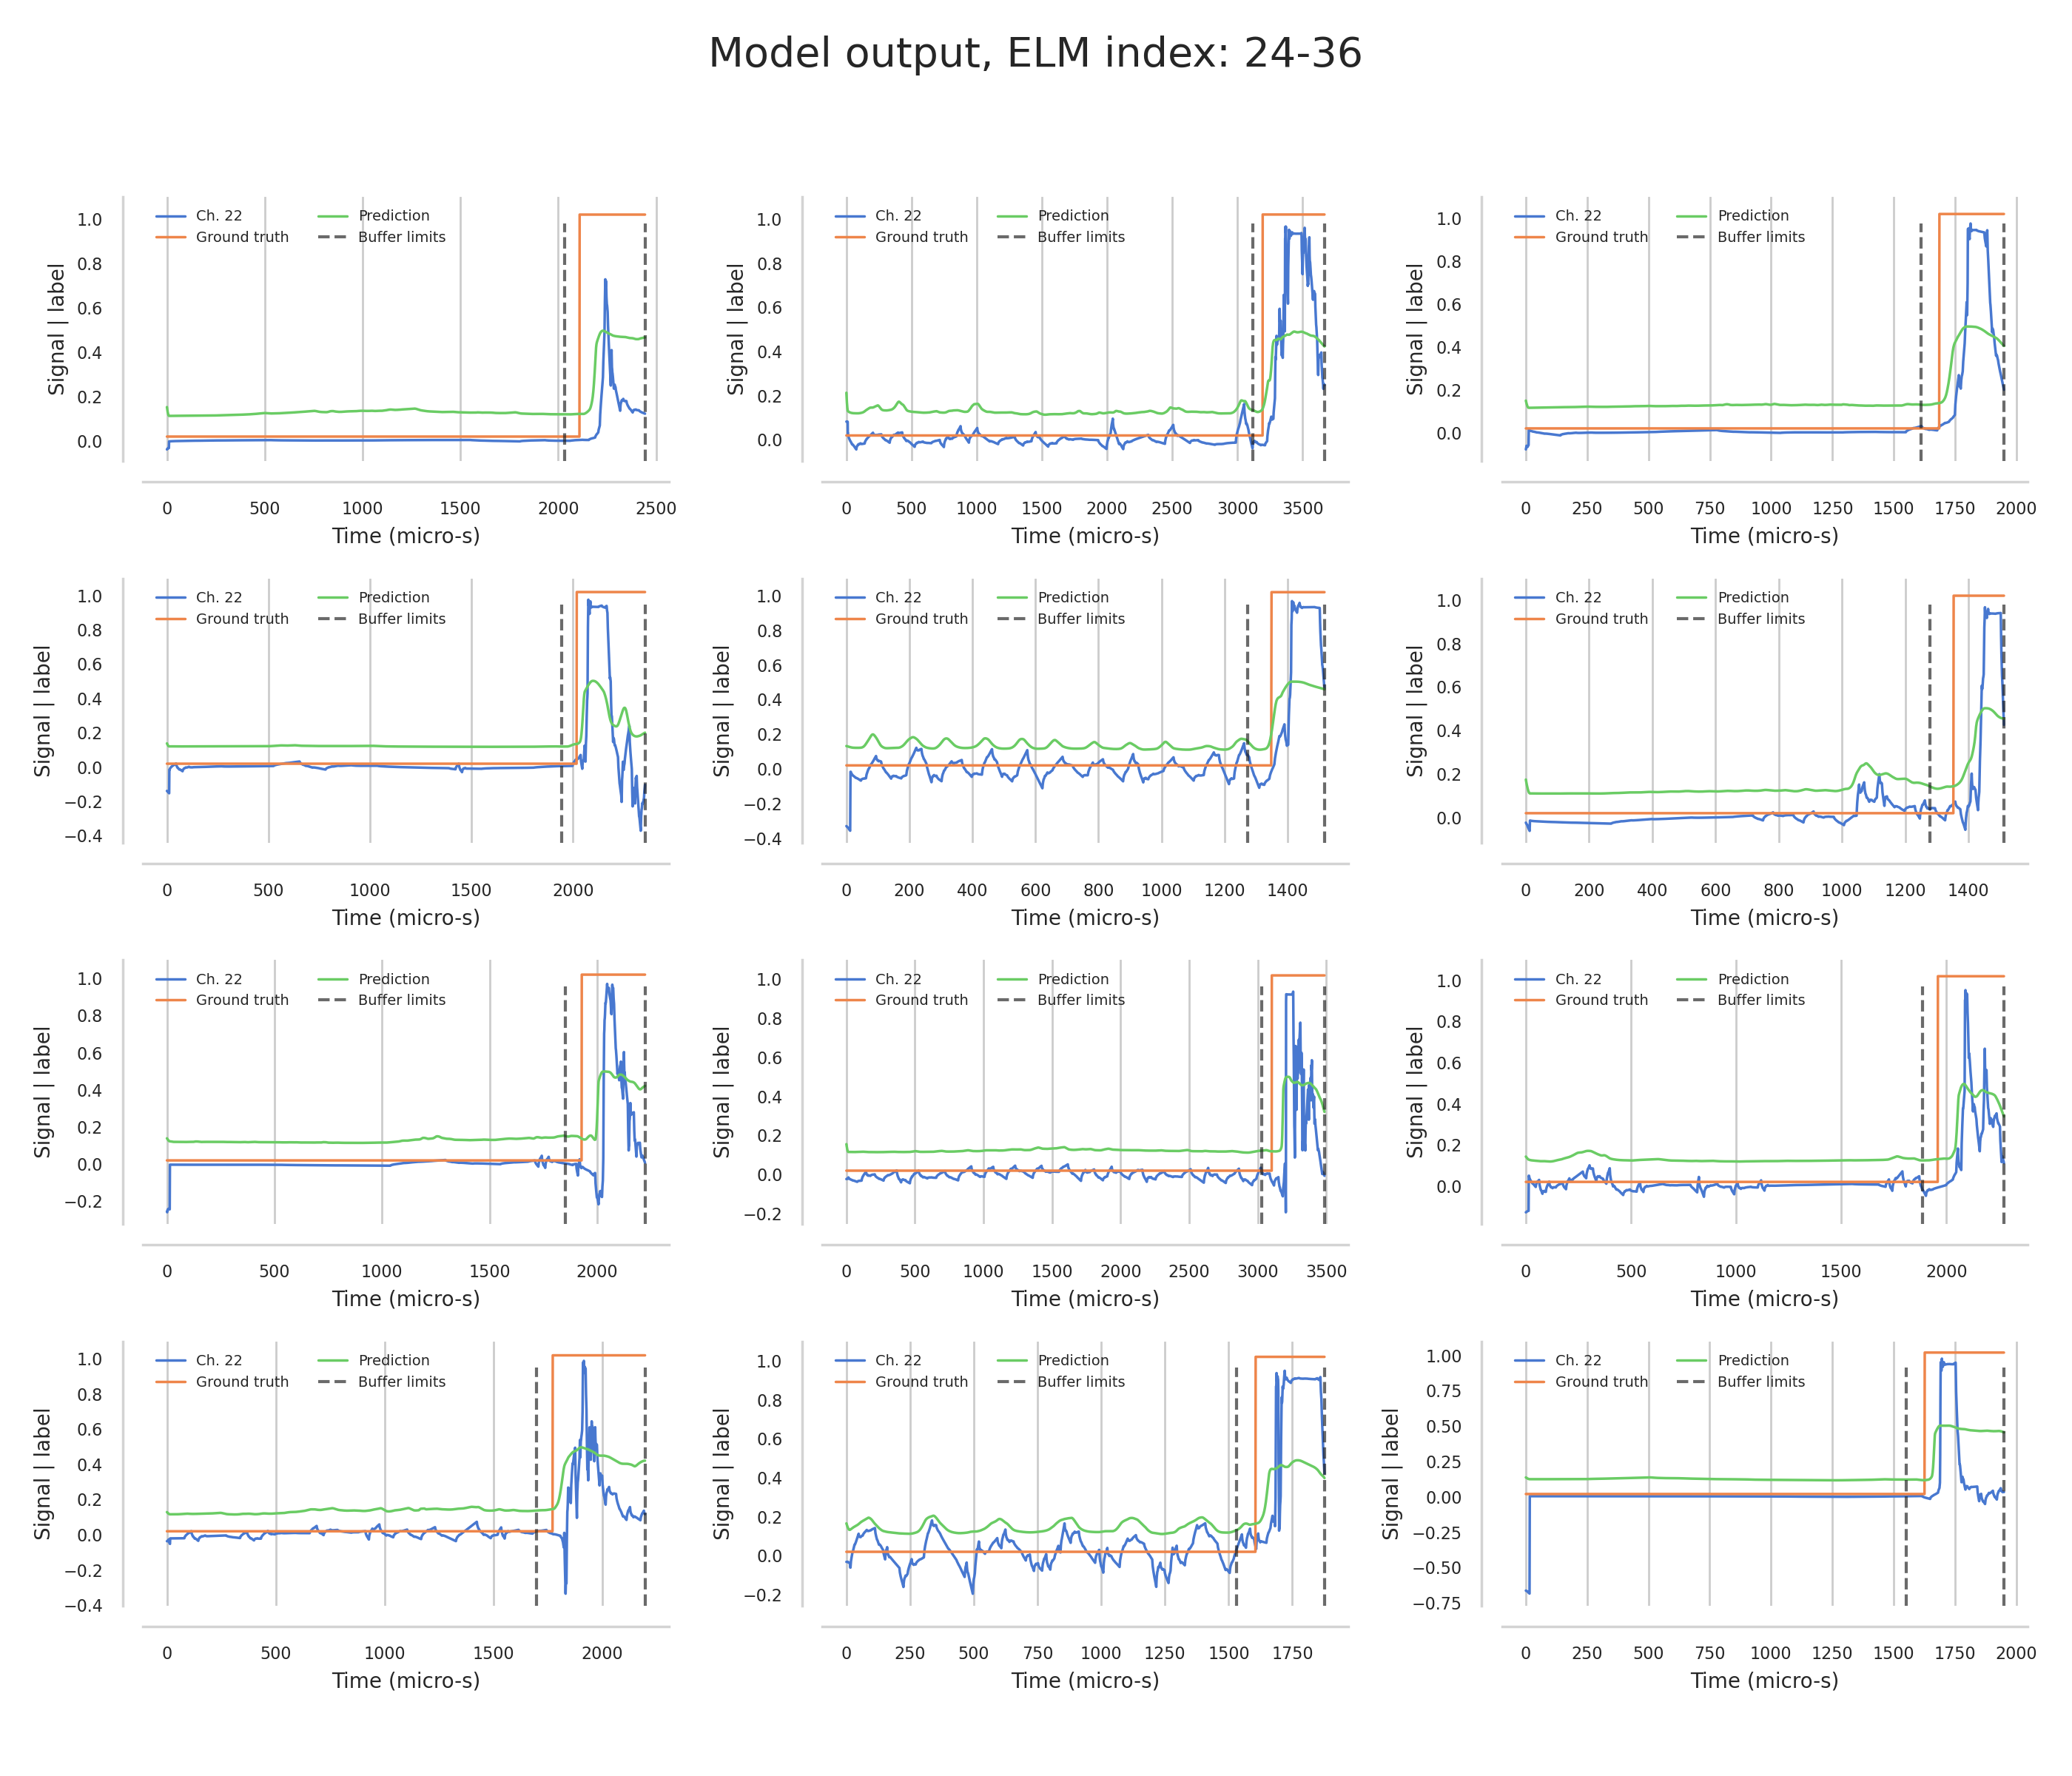 Model output, ELM index: 24-36
Signal | label
1.0
0.8
0.6
0.4
0.2
0.0
Ch. 22
Ground truth
Prediction
Buffer limits
0 500 1000 1500 2000 2500
Time (micro-s)
Signal | label
1.0
0.8
0.6
0.4
0.2
0.0
Ch. 22
Ground truth
Prediction
Buffer limits
0 500 1000 1500 2000 2500 3000 3500
Time (micro-s)
Signal | label
1.0
0.8
0.6
0.4
0.2
0.0
Ch. 22
Ground truth
Prediction
Buffer limits
0 250 500 750 1000 1250 1500 1750 2000
Time (micro-s)
Signal | label
1.0
0.8
0.6
0.4
0.2
0.0
−0.2
−0.4
Ch. 22
Ground truth
Prediction
Buffer limits
0 500 1000 1500 2000
Time (micro-s)
Signal | label
1.0
0.8
0.6
0.4
0.2
0.0
−0.2
−0.4
Ch. 22
Ground truth
Prediction
Buffer limits
0 200 400 600 800 1000 1200 1400
Time (micro-s)
Signal | label
1.0
0.8
0.6
0.4
0.2
0.0
Ch. 22
Ground truth
Prediction
Buffer limits
0 200 400 600 800 1000 1200 1400
Time (micro-s)
Signal | label
1.0
0.8
0.6
0.4
0.2
0.0
−0.2
Ch. 22
Ground truth
Prediction
Buffer limits
0 500 1000 1500 2000
Time (micro-s)
Signal | label
1.0
0.8
0.6
0.4
0.2
0.0
−0.2
Ch. 22
Ground truth
Prediction
Buffer limits
0 500 1000 1500 2000 2500 3000 3500
Time (micro-s)
Signal | label
1.0
0.8
0.6
0.4
0.2
0.0
Ch. 22
Ground truth
Prediction
Buffer limits
0 500 1000 1500 2000
Time (micro-s)
Signal | label
1.0
0.8
0.6
0.4
0.2
0.0
−0.2
−0.4
Ch. 22
Ground truth
Prediction
Buffer limits
0 500 1000 1500 2000
Time (micro-s)
Signal | label
1.0
0.8
0.6
0.4
0.2
0.0
−0.2
Ch. 22
Ground truth
Prediction
Buffer limits
0 250 500 750 1000 1250 1500 1750
Time (micro-s)
Signal | label
1.00
0.75
0.50
0.25
0.00
−0.25
−0.50
−0.75
Ch. 22
Ground truth
Prediction
Buffer limits
0 250 500 750 1000 1250 1500 1750 2000
Time (micro-s)